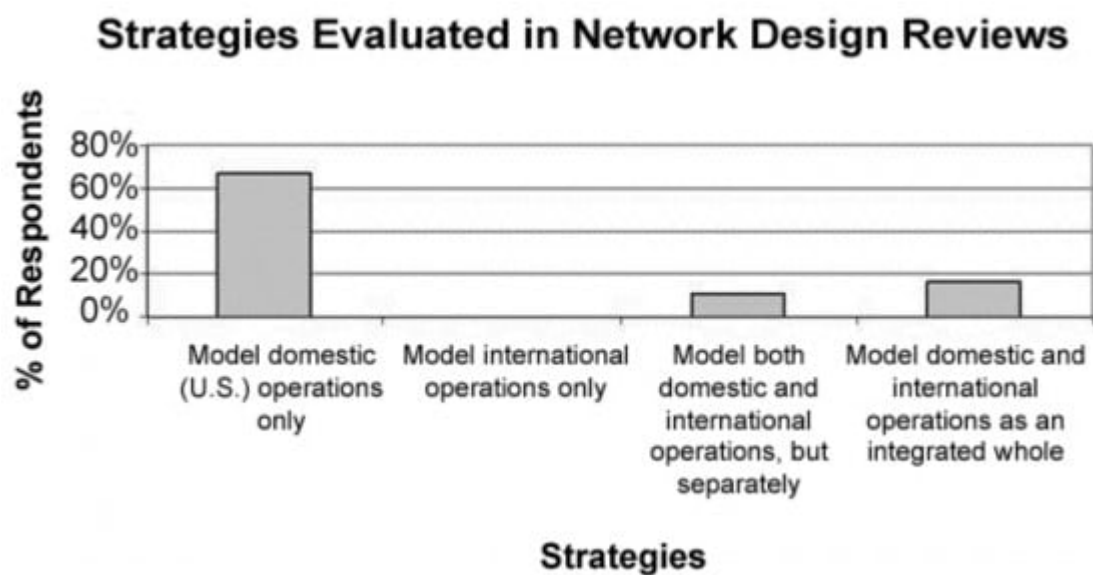 Strategies Evaluated in Network Design Reviews
% of Respondents
80%
60%
40%
20%
0%
Model domestic
(U.S.) operations
only
Model international
operations only
Model both
domestic and
international
operations, but
separately
Model domestic and
international
operations as an
integrated whole
Strategies